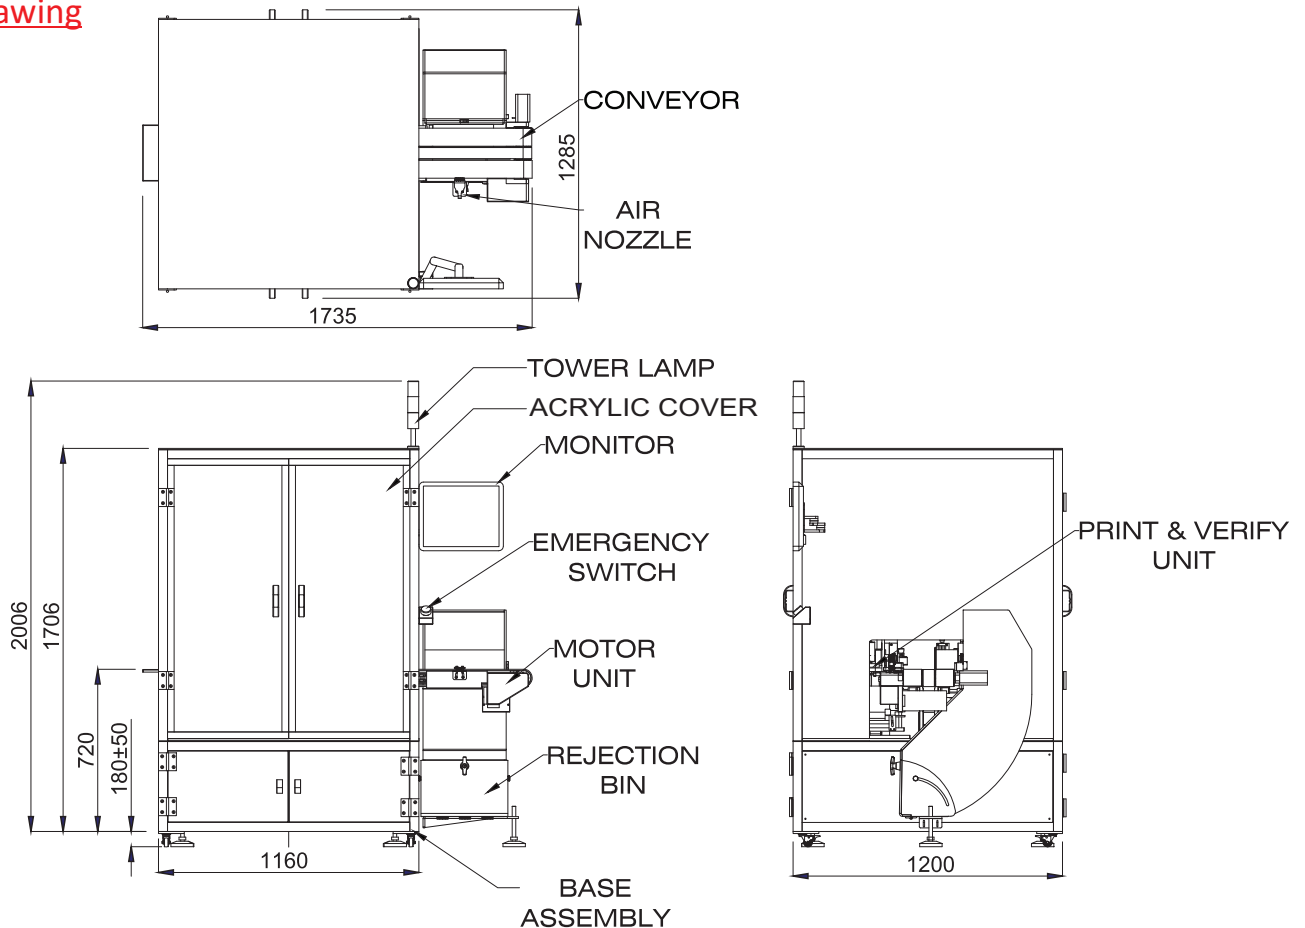 awing
CONVEYOR
1285
AIR
NOZZLE
1735
TOWER LAMP
ACRYLIC COVER
MONITOR
EMERGENCY
SWITCH
PRINT & VERIFY
UNIT
2006
1706
MOTOR
UNIT
720
180±50
REJECTION
BIN
1160
1200
BASE
ASSEMBLY